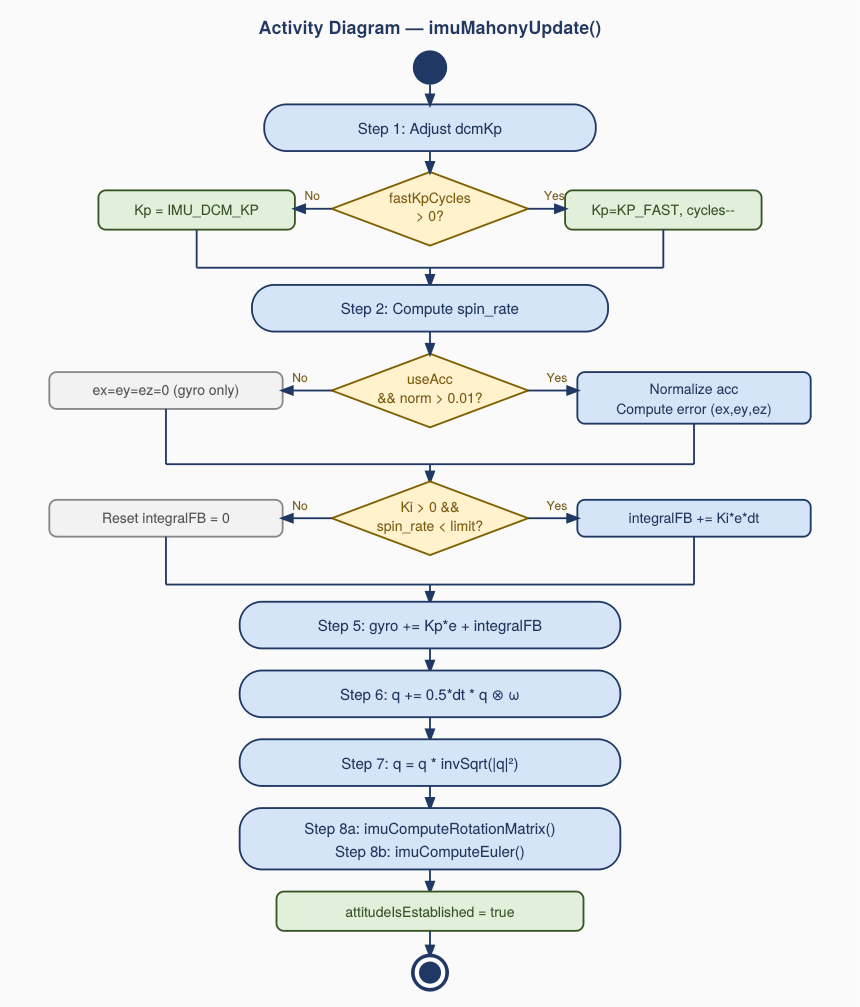 Activity Diagram — imuMahonyUpdate()
Step 1: Adjust dcmKp
fastKpCycles
> 0?
No
Yes
Kp = IMU_DCM_KP
Kp=KP_FAST, cycles--
Step 2: Compute spin_rate
useAcc
&& norm > 0.01?
No
Yes
ex=ey=ez=0 (gyro only)
Normalize acc
Compute error (ex,ey,ez)
Ki > 0 &&
spin_rate < limit?
No
Yes
Reset integralFB = 0
integralFB += Ki*e*dt
Step 5: gyro += Kp*e + integralFB
Step 6: q += 0.5*dt * q ⊗ ω
Step 7: q = q * invSqrt(|q|²)
Step 8a: imuComputeRotationMatrix()
Step 8b: imuComputeEuler()
attitudeIsEstablished = true